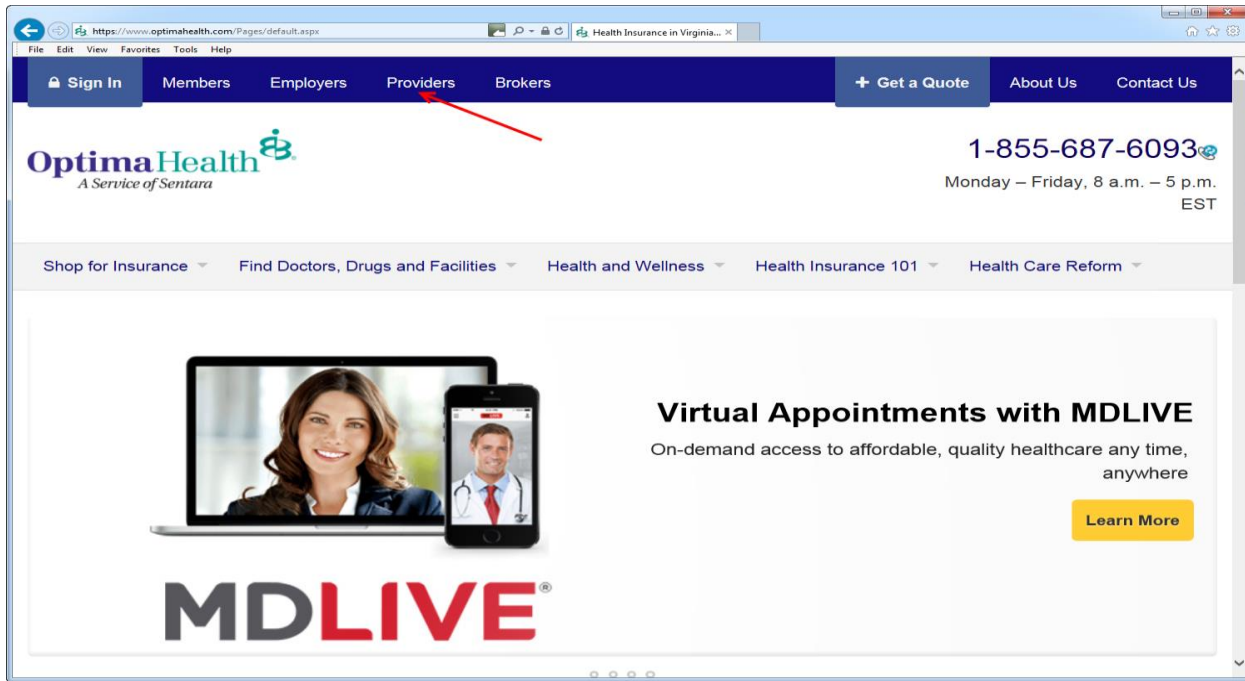 https://www.optimahealth.com/Pages/default.aspx
Health Insurance in Virginia...
File Edit View Favorites Tools Help
Sign In Members Employers Providers Brokers + Get a Quote About Us Contact Us
Optima Health
A Service of Sentara
1-855-687-6093
Monday – Friday, 8 a.m. – 5 p.m.
EST
Shop for Insurance Find Doctors, Drugs and Facilities Health and Wellness Health Insurance 101 Health Care Reform
Virtual Appointments with MDLIVE
On-demand access to affordable, quality healthcare any time,
anywhere
Learn More
MDLIVE®